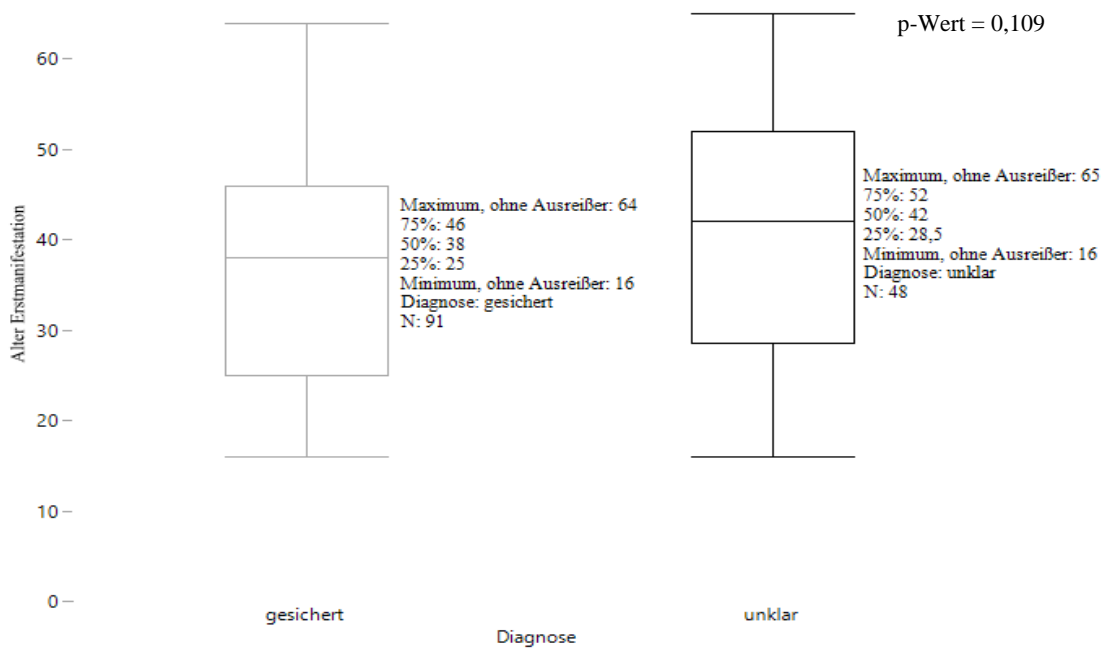 p-Wert = 0,109
Alter Erstmanifestation
60
50
40
30
20
10
0
Maximum, ohne Ausreißer: 64
75%: 46
50%: 38
25%: 25
Minimum, ohne Ausreißer: 16
Diagnose: gesichert
N: 91
Maximum, ohne Ausreißer: 65
75%: 52
50%: 42
25%: 28,5
Minimum, ohne Ausreißer: 16
Diagnose: unklar
N: 48
gesichert
unklar
Diagnose